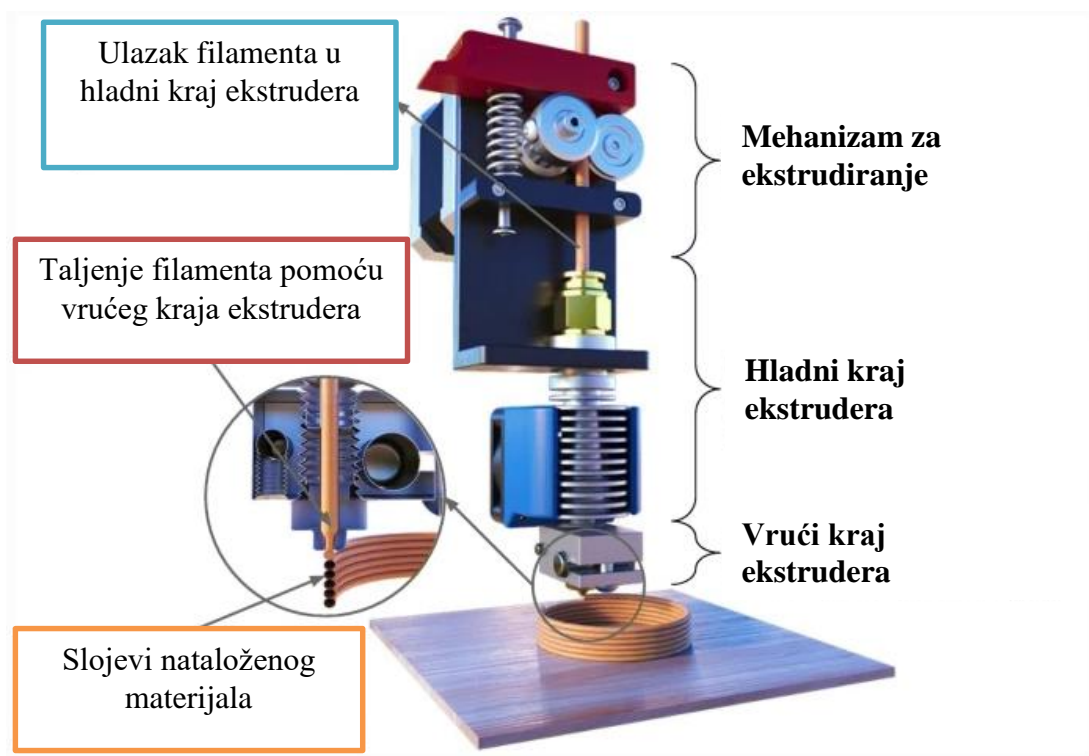 Ulazak filamenta u
hladni kraj ekstrudera
Mehanizam za
ekstrudiranje
Taljenje filamenta pomoću
vrućeg kraja ekstrudera
Hladni kraj
ekstrudera
Vrući kraj
ekstrudera
Slojevi nataloženog
materijala